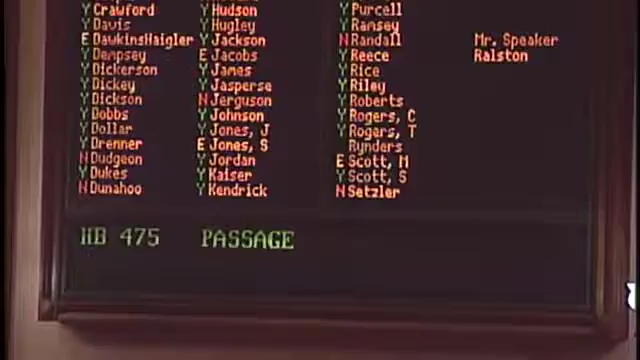 Y Crawford Y Hudson Y Purcell
Y Davis Y Hugley Y Ramsey
E DawkinsHaigler Y Jackson N Randall Mr. Speaker
Y Dempsey E Jacobs Y Reece Ralston
Y Dickerson Y James Y Rice
Y Dickey Y Jasperse Y Riley
Y Dickson N Jerguson Y Roberts
Y Dobbs Y Johnson Y Rogers, C
Y Dollar Y Jones, J Y Rogers, T
Y Drenner E Jones, S Rynders
N Dudgeon Y Jordan E Scott, M
Y Dukes Y Kaiser Y Scott, S
N Dunahoo Y Kendrick N Setzler
HB 475 PASSAGE